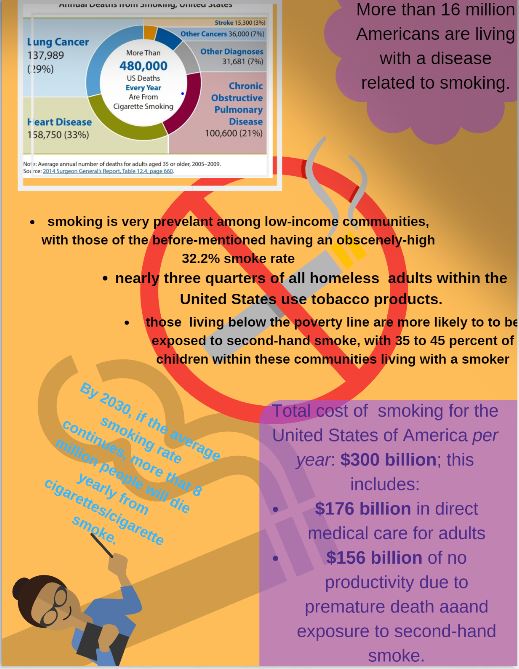 Annual Deaths from Smoking, United States
Stroke 15,300 (3%)
Other Cancers 36,000 (7%)
Other Diagnoses
31,681 (7%)
Lung Cancer
137,989
(29%)
More Than
480,000
US Deaths
Every Year
Are From
Cigarette Smoking
Chronic
Obstructive
Pulmonary
Disease
100,600 (21%)
Heart Disease
158,750 (33%)
Note: Average annual number of deaths for adults aged 35 or older, 2005–2009.
Source: 2014 Surgeon General's Report, Table 12.4, page 660.
More than 16 million
Americans are living
with a disease
related to smoking.
• smoking is very prevelant among low-income communities,
with those of the before-mentioned having an obscenely-high
32.2% smoke rate
• nearly three quarters of all homeless adults within the
United States use tobacco products.
• those living below the poverty line are more likely to to be
exposed to second-hand smoke, with 35 to 45 percent of
children within these communities living with a smoker
By 2030, if the average
smoking rate
continues, more that 8
million people will die
yearly from
cigarettes/cigarette
smoke.
Total cost of smoking for the
United States of America per
year: $300 billion; this
includes:
• $176 billion in direct
medical care for adults
• $156 billion of no
productivity due to
premature death aaand
exposure to second-hand
smoke.